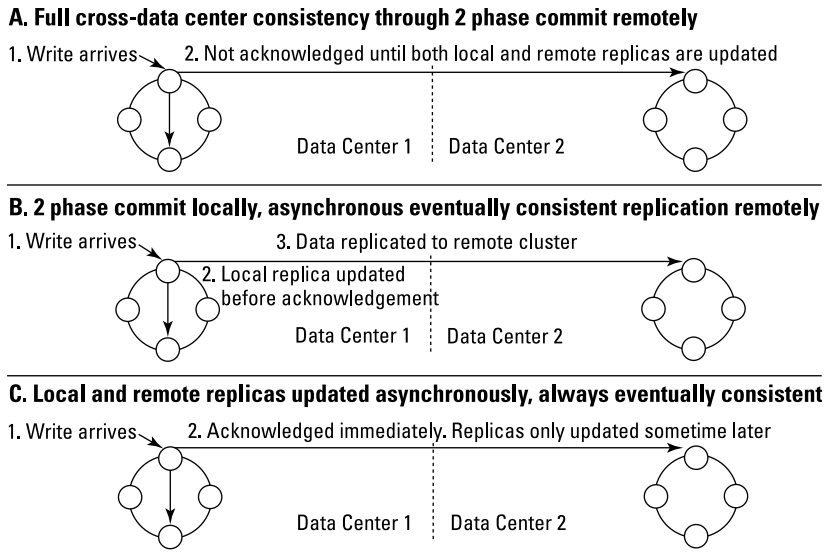 A. Full cross-data center consistency through 2 phase commit remotely
1. Write arrives
2. Not acknowledged until both local and remote replicas are updated
Data Center 1
Data Center 2
B. 2 phase commit locally, asynchronous eventually consistent replication remotely
1. Write arrives
3. Data replicated to remote cluster
2. Local replica updated
before acknowledgement
Data Center 1
Data Center 2
C. Local and remote replicas updated asynchronously, always eventually consistent
1. Write arrives
2. Acknowledged immediately. Replicas only updated sometime later
Data Center 1
Data Center 2